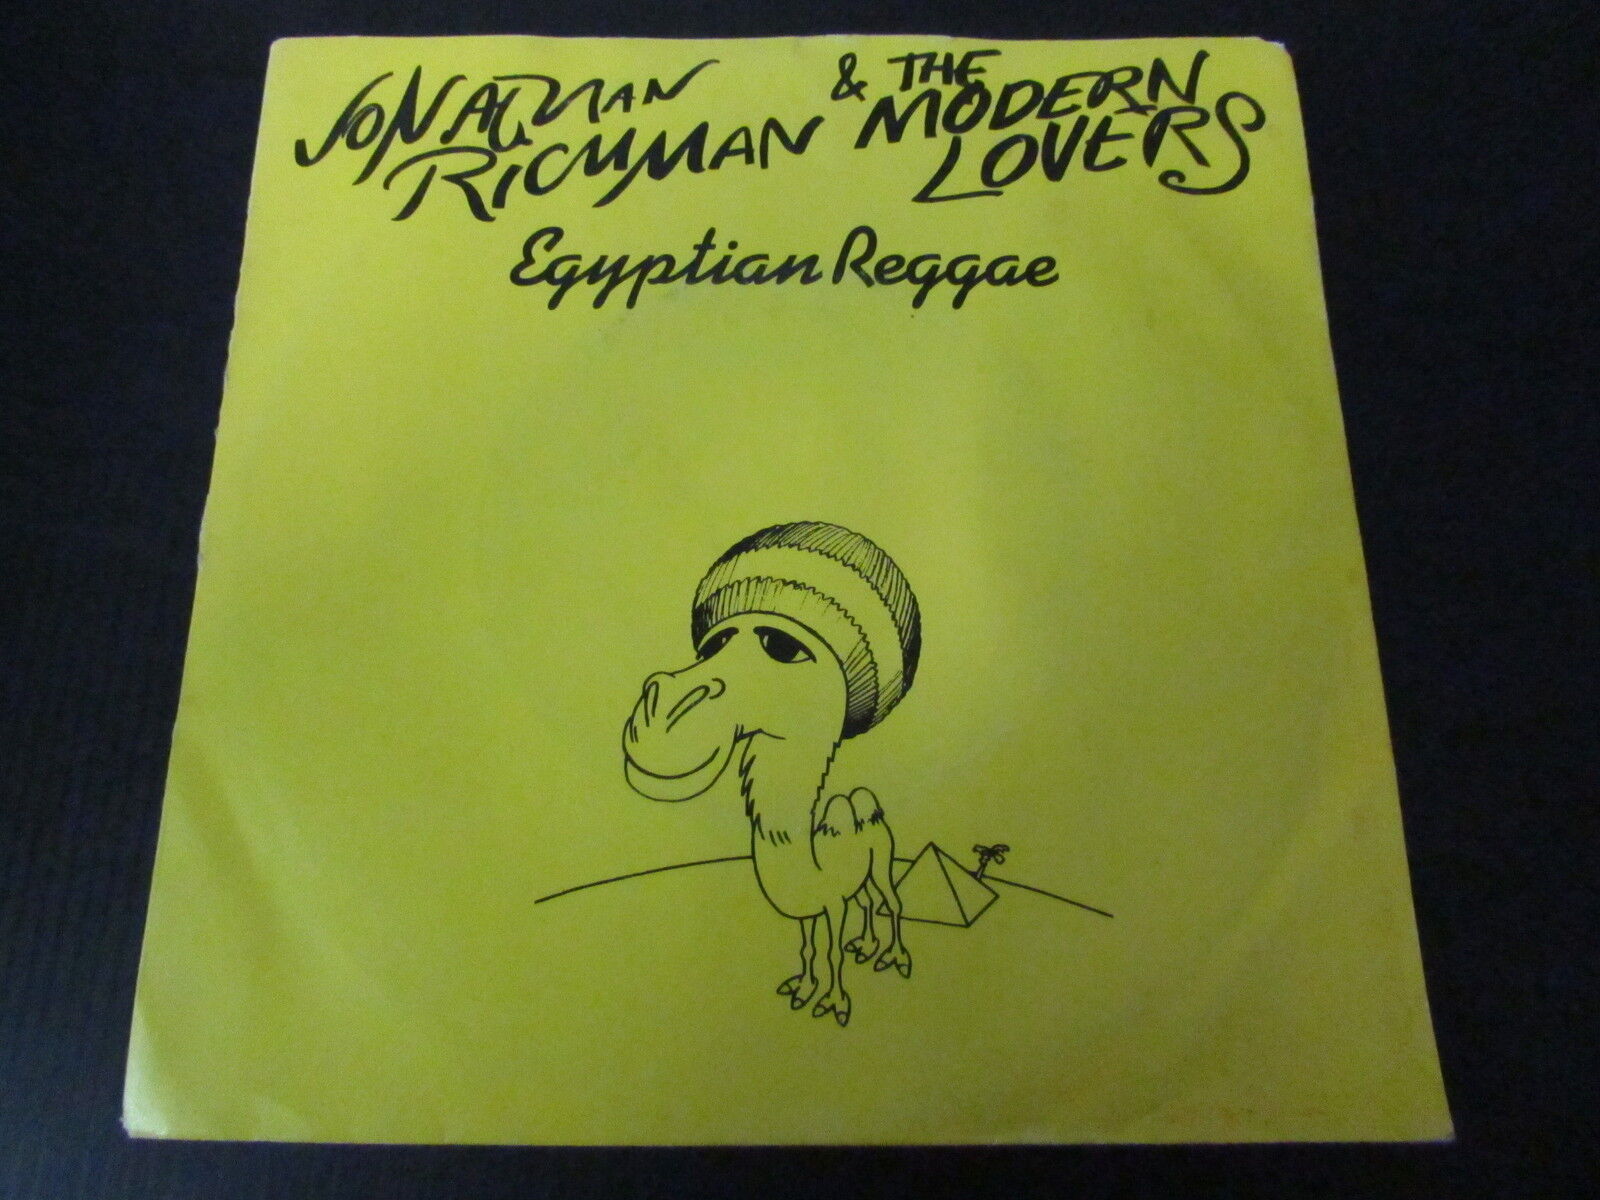 JONATHAN
RICHMAN
& THE
MODERN
LOVERS
Egyptian Reggae